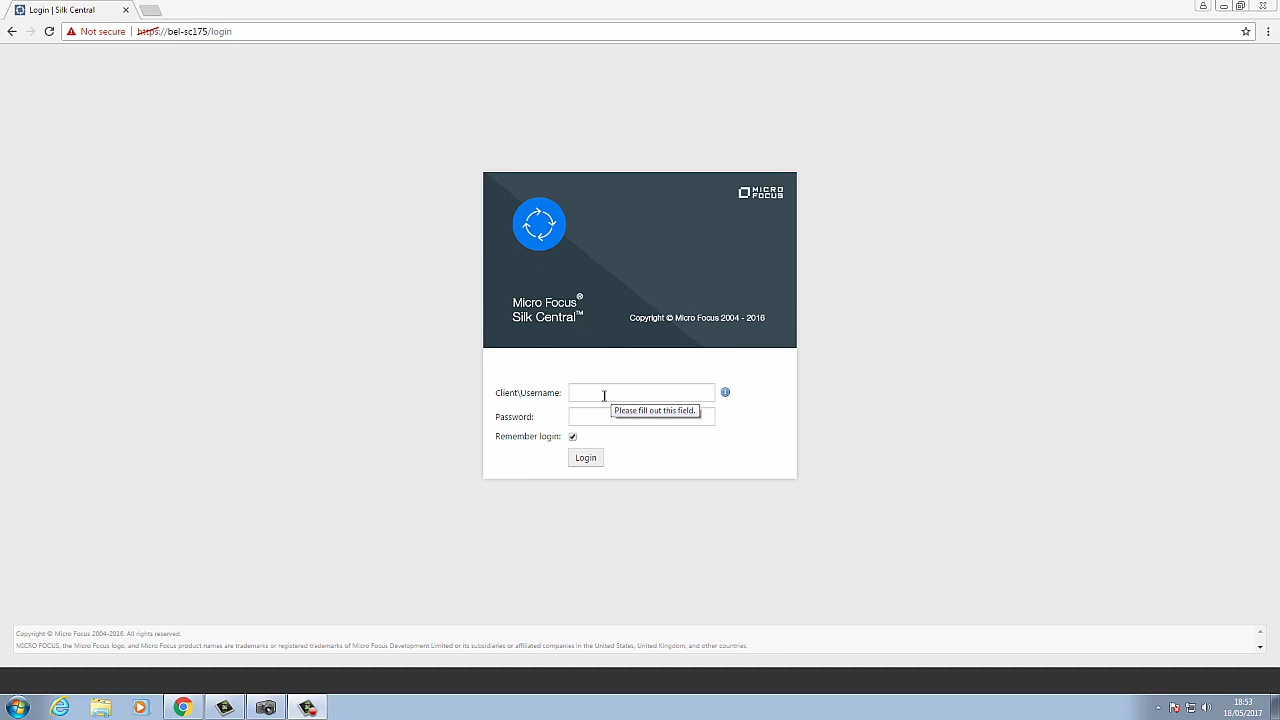 Login | Silk Central
Not secure | https://bel-sc175/login
MICRO
FOCUS
Micro Focus®
Silk Central™
Copyright © Micro Focus 2004 - 2016
Client\Username:
Please fill out this field.
Password:
Remember login:
Login
Copyright © Micro Focus 2004-2016. All rights reserved.
MICRO FOCUS, the Micro Focus logo, and Micro Focus product names are trademarks or registered trademarks of Micro Focus Development Limited or its subsidiaries or affiliated companies in the United States, United Kingdom, and other countries.
18:53
18/05/2017